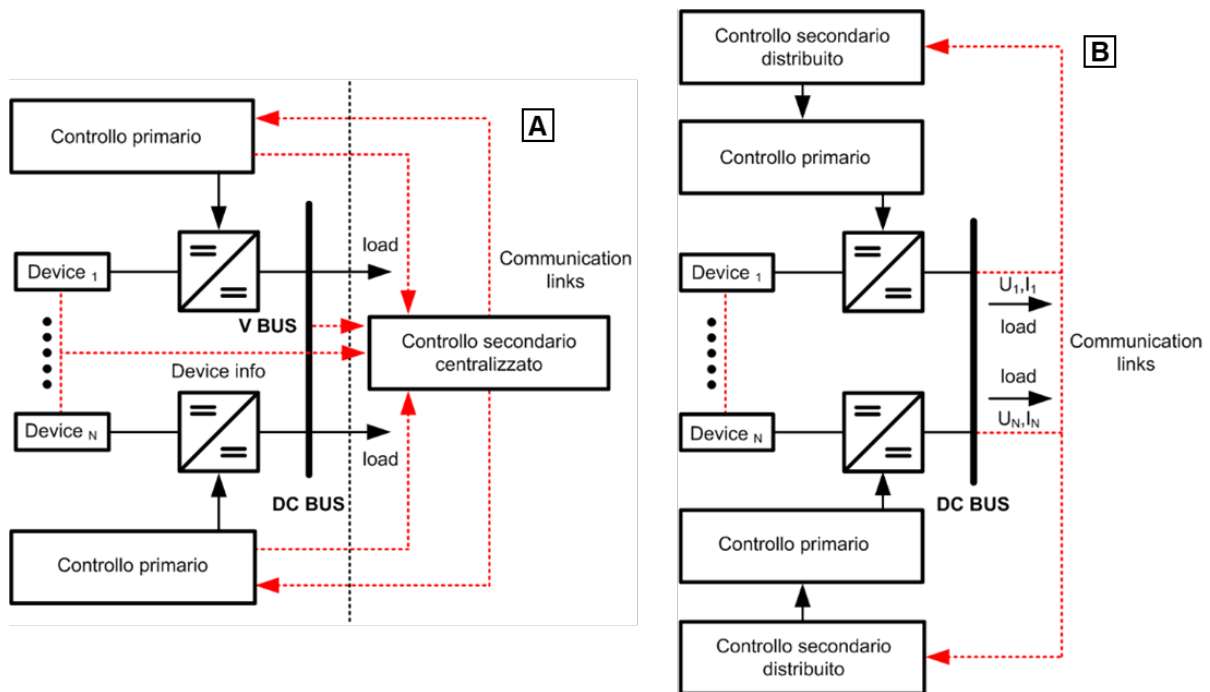 A
Controllo primario
load
Communication
links
Device 1
V BUS
Controllo secondario
centralizzato
Device info
Device N
load
DC BUS
Controllo primario
B
Controllo secondario
distribuito
Controllo primario
Device 1
U1,I1
load
Communication
links
load
UN,IN
Device N
DC BUS
Controllo primario
Controllo secondario
distribuito